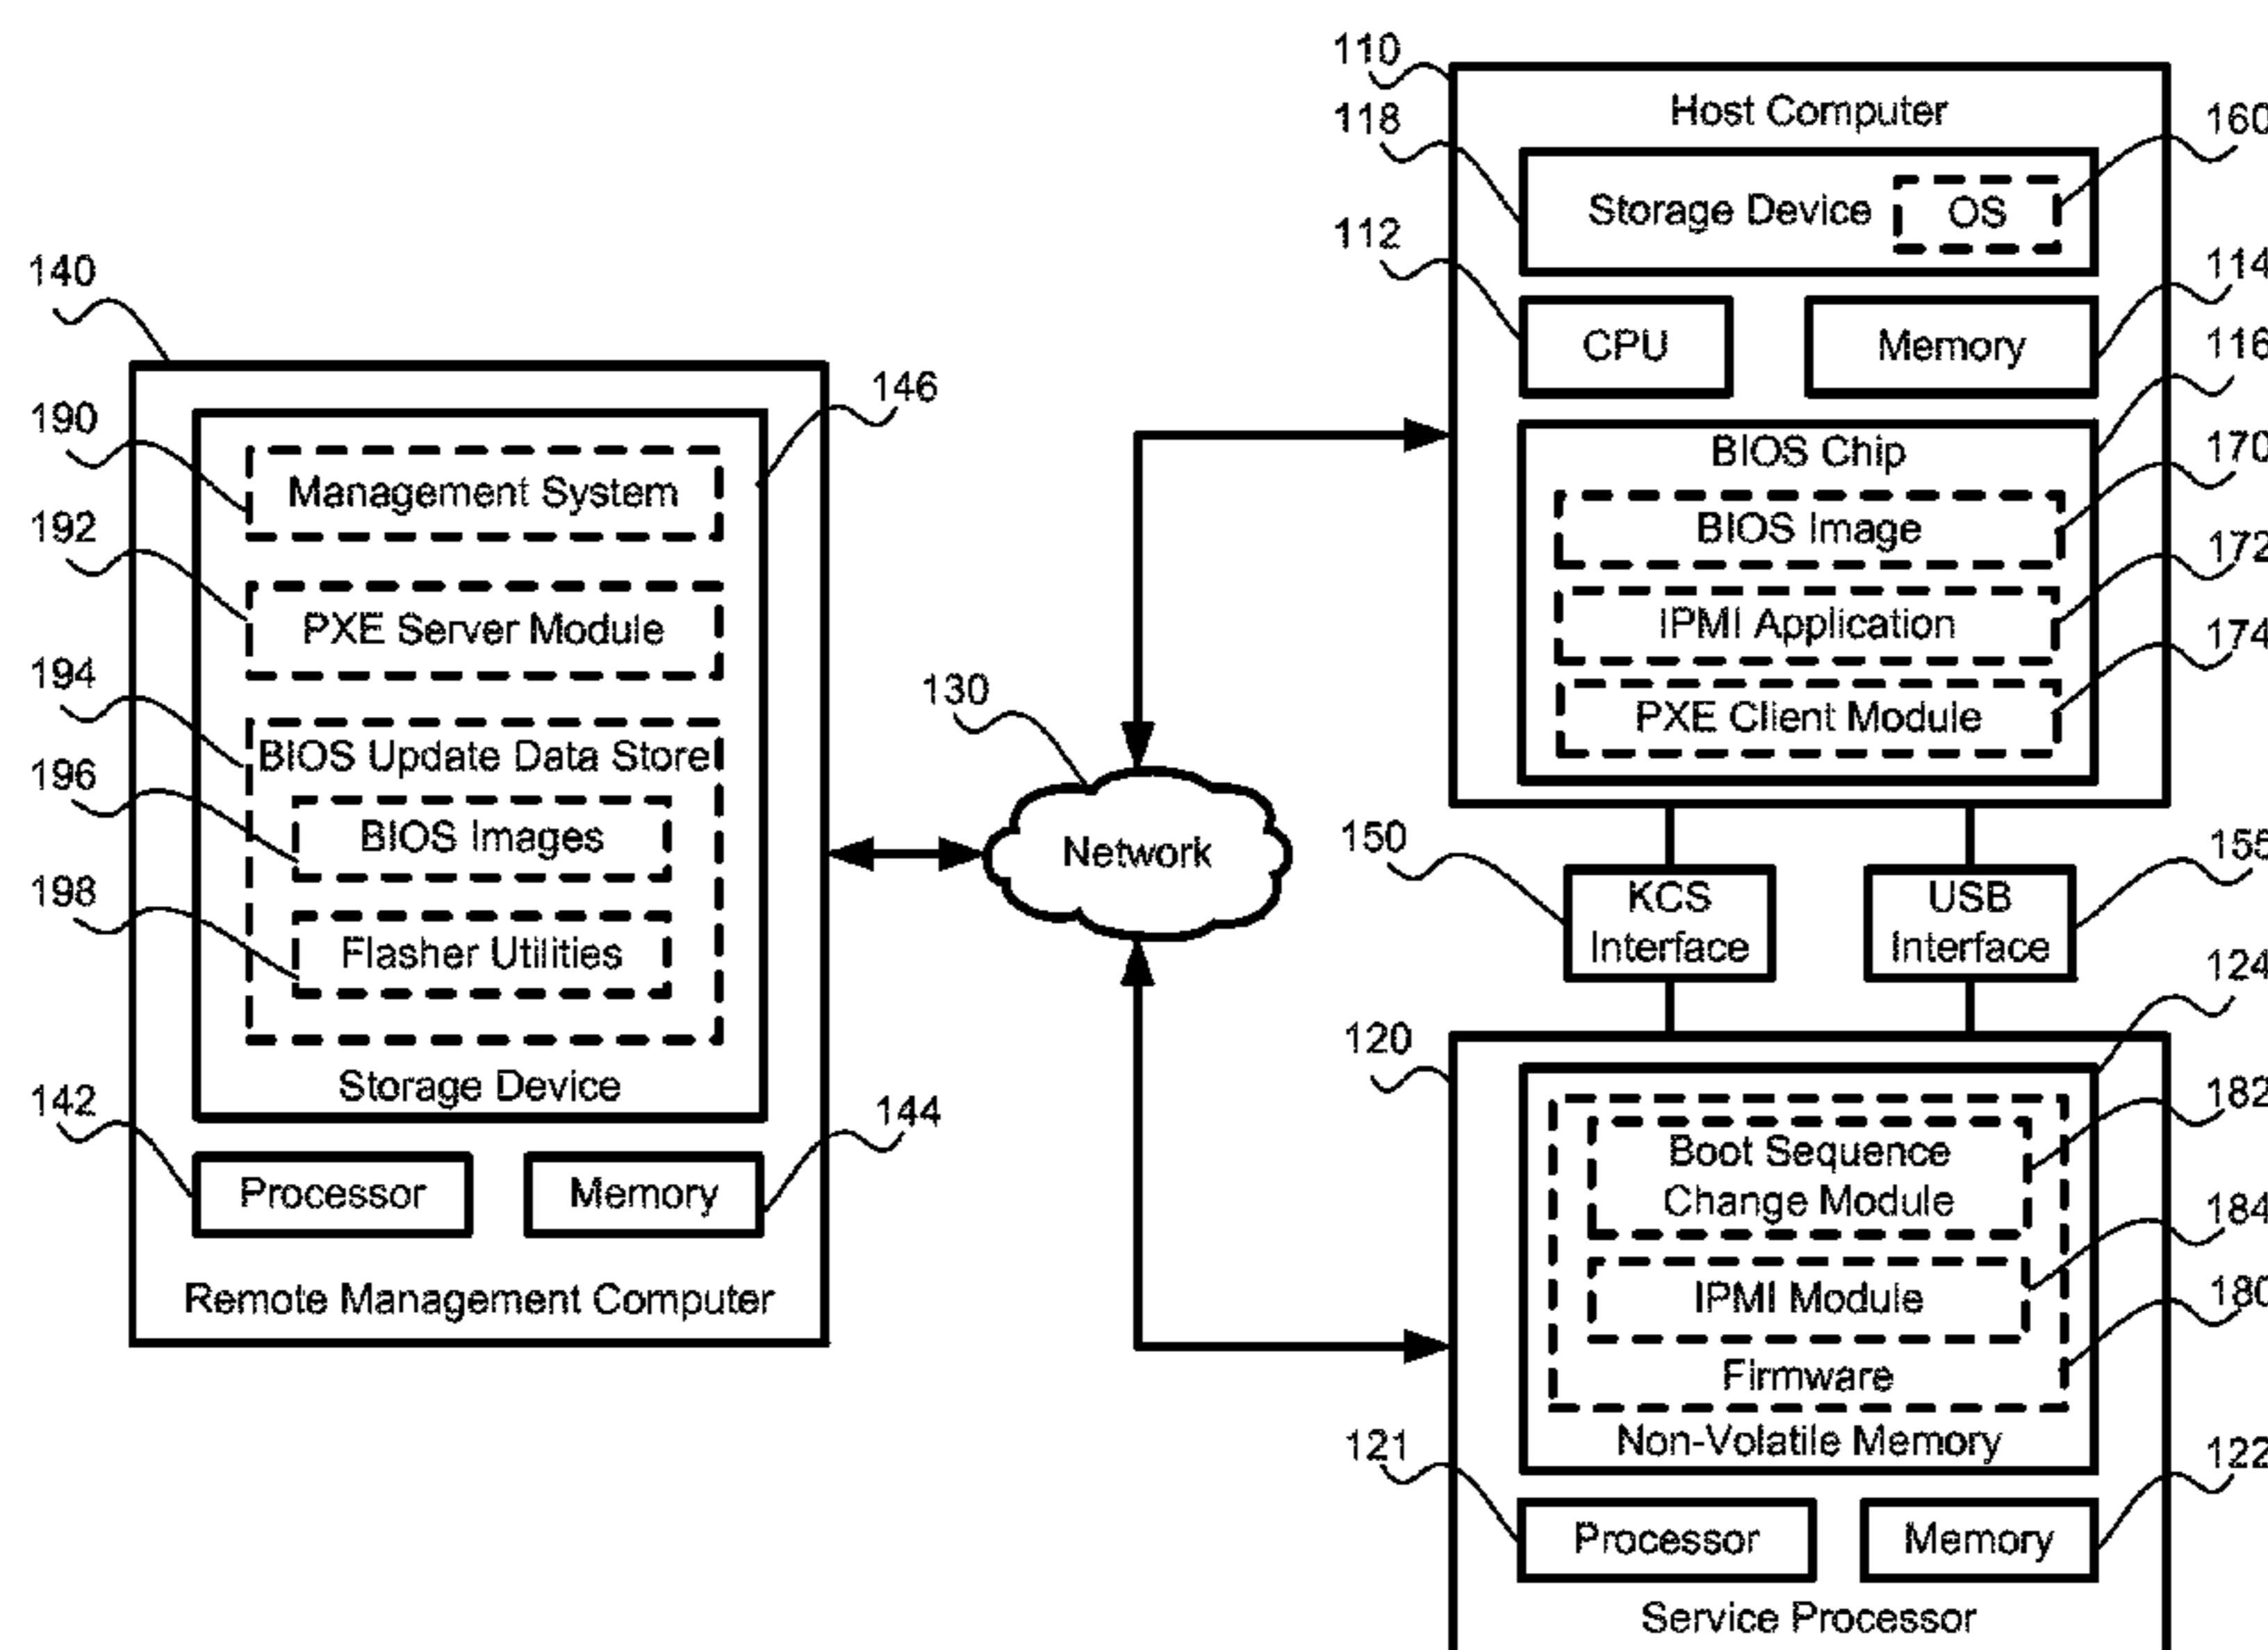 140
190
192
194
196
198
142
146
144
Management System
PXE Server Module
BIOS Update Data Store
BIOS Images
Flasher Utilities
Storage Device
Processor
Memory
Remote Management Computer
130
Network
110
118
112
Host Computer
Storage Device
OS
CPU
Memory
BIOS Chip
BIOS Image
IPMI Application
PXE Client Module
160
114
116
170
172
174
150
KCS
Interface
USB
Interface
120
121
Boot Sequence
Change Module
IPMI Module
Firmware
Non-Volatile Memory
Processor
Memory
Service Processor
124
182
184
180
122